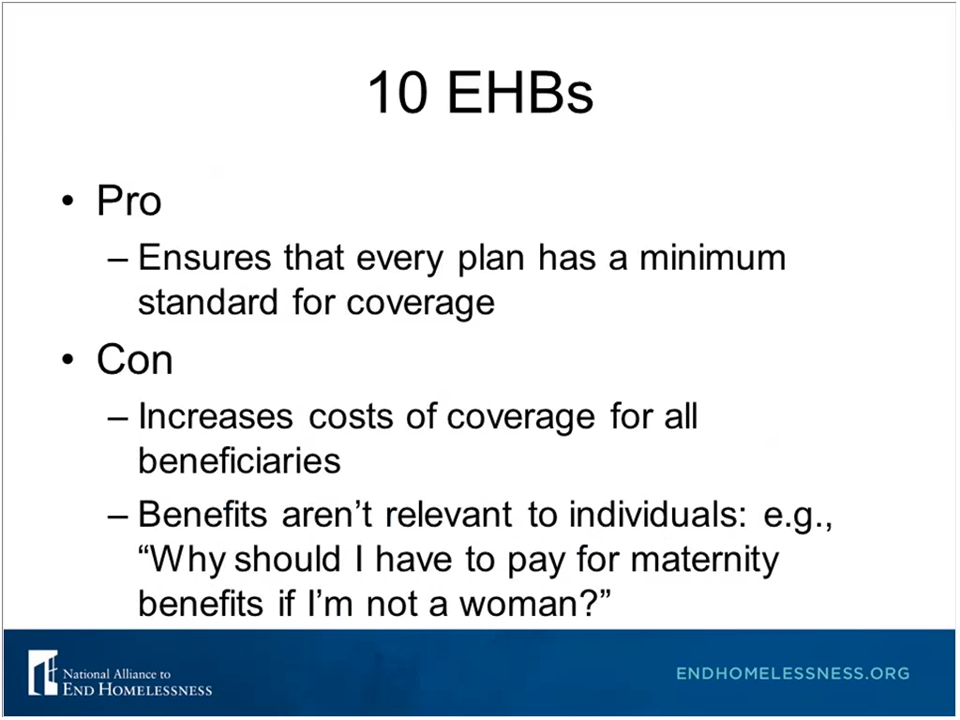 10 EHBs
• Pro
– Ensures that every plan has a minimum
standard for coverage
• Con
– Increases costs of coverage for all
beneficiaries
– Benefits aren’t relevant to individuals: e.g.,
“Why should I have to pay for maternity
benefits if I’m not a woman?”
National Alliance to
END HOMELESSNESS
ENDHOMELESSNESS.ORG